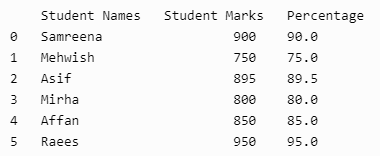 Student Names Student Marks Percentage
0 Samreena 900 90.0
1 Mehwish 750 75.0
2 Asif 895 89.5
3 Mirha 800 80.0
4 Affan 850 85.0
5 Raees 950 95.0